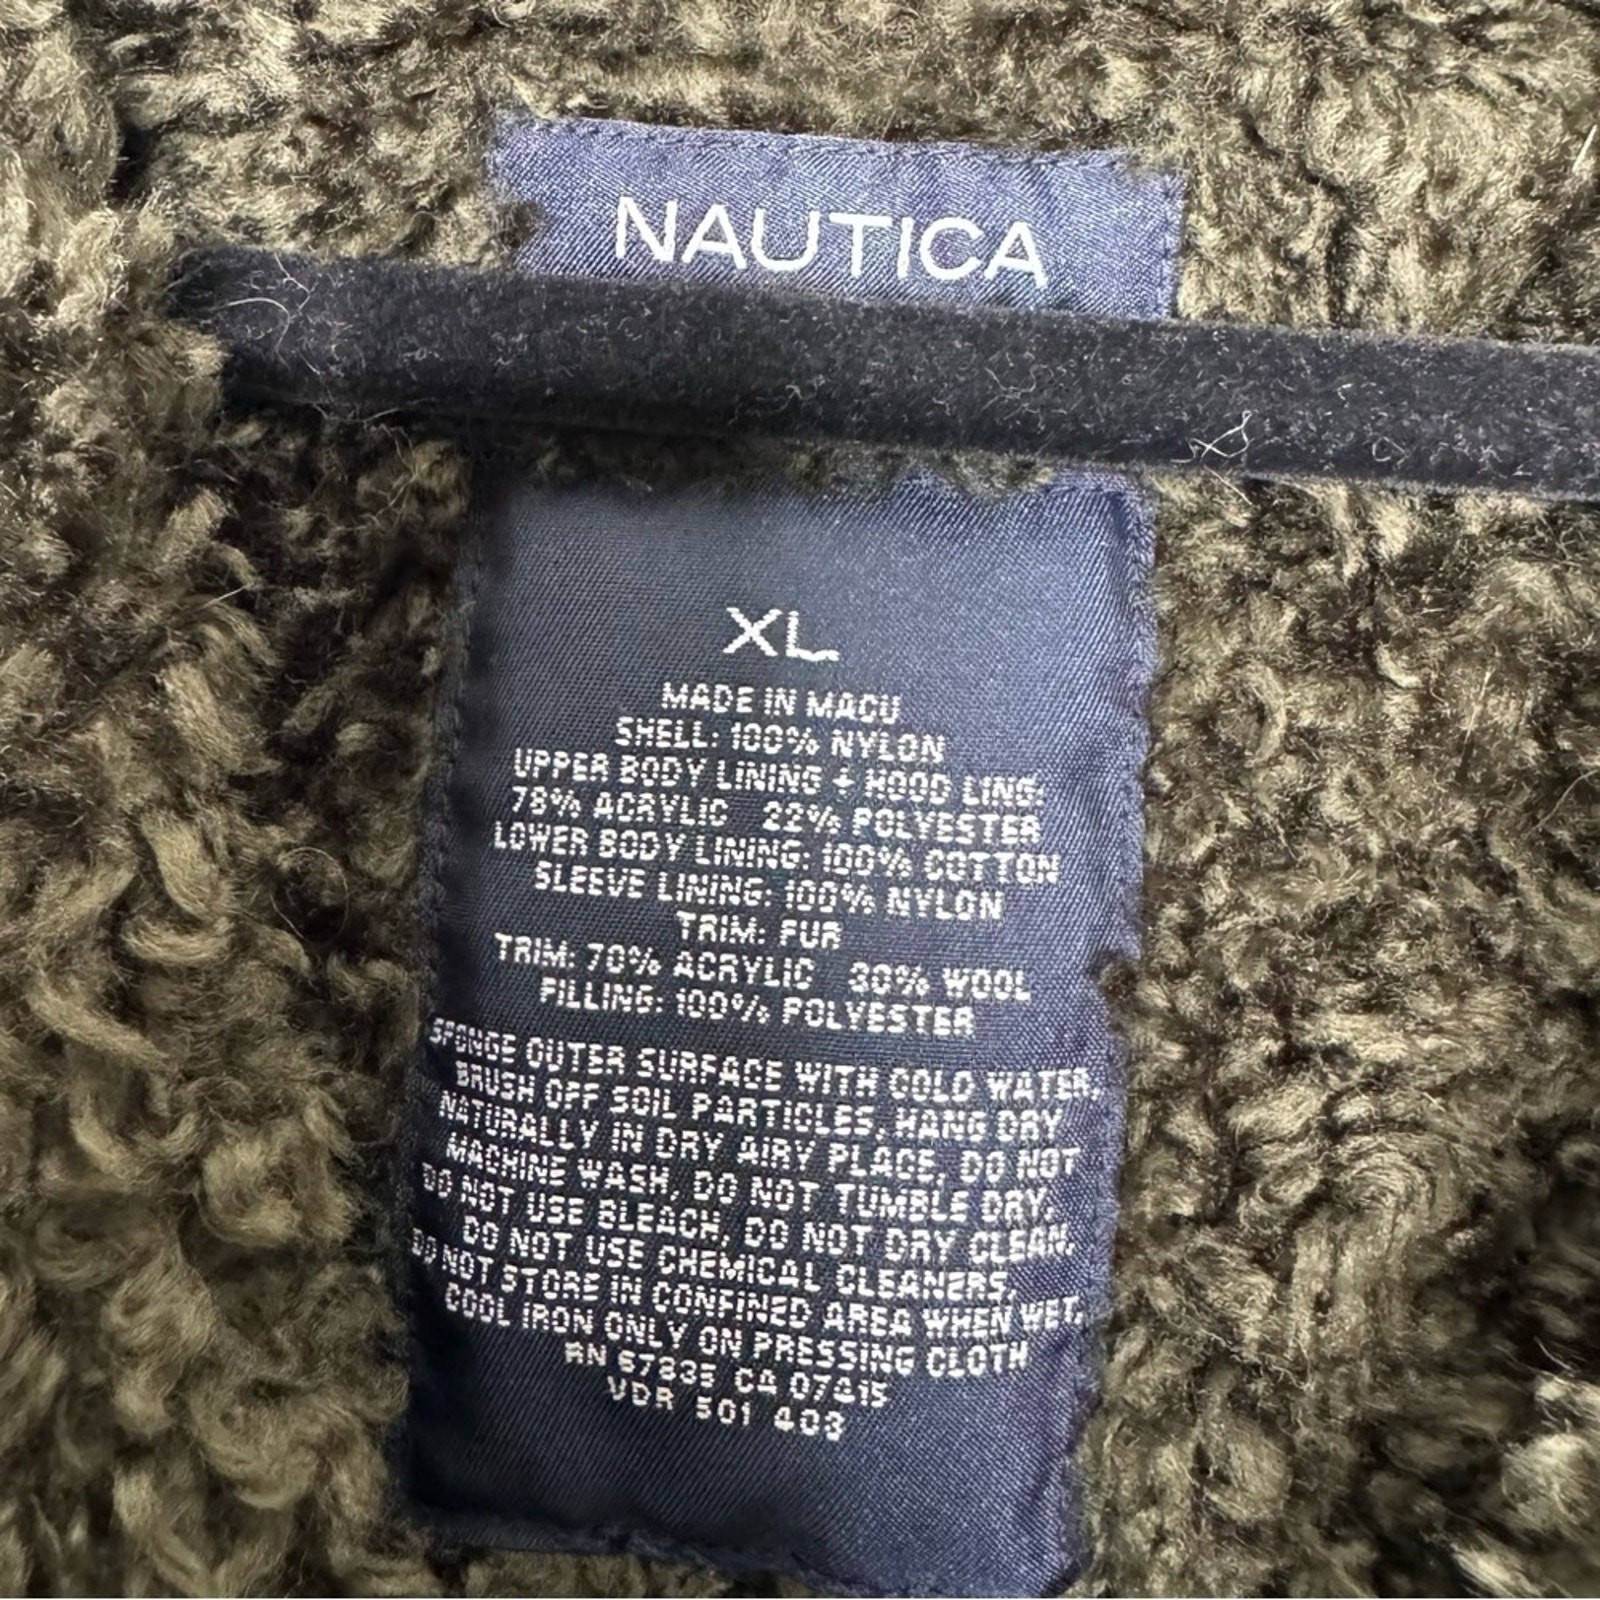 NAUTICA
XL
MADE IN MACU
SHELL: 100% NYLON
UPPER BODY LINING + HOOD LING:
78% ACRYLIC 22% POLYESTER
LOWER BODY LINING: 100% COTTON
SLEEVE LINING: 100% NYLON
TRIM: FUR
TRIM: 70% ACRYLIC 30% WOOL
FILLING: 100% POLYESTER
SPONGE OUTER SURFACE WITH COLD WATER,
BRUSH OFF SOIL PARTICLES, HANG DRY
NATURALLY IN DRY AIRY PLACE, DO NOT
MACHINE WASH, DO NOT TUMBLE DRY,
DO NOT USE BLEACH, DO NOT DRY CLEAN,
DO NOT USE CHEMICAL CLEANERS,
DO NOT STORE IN CONFINED AREA WHEN WET,
COOL IRON ONLY ON PRESSING CLOTH
RN 67835 CA 07415
VDR 501 403